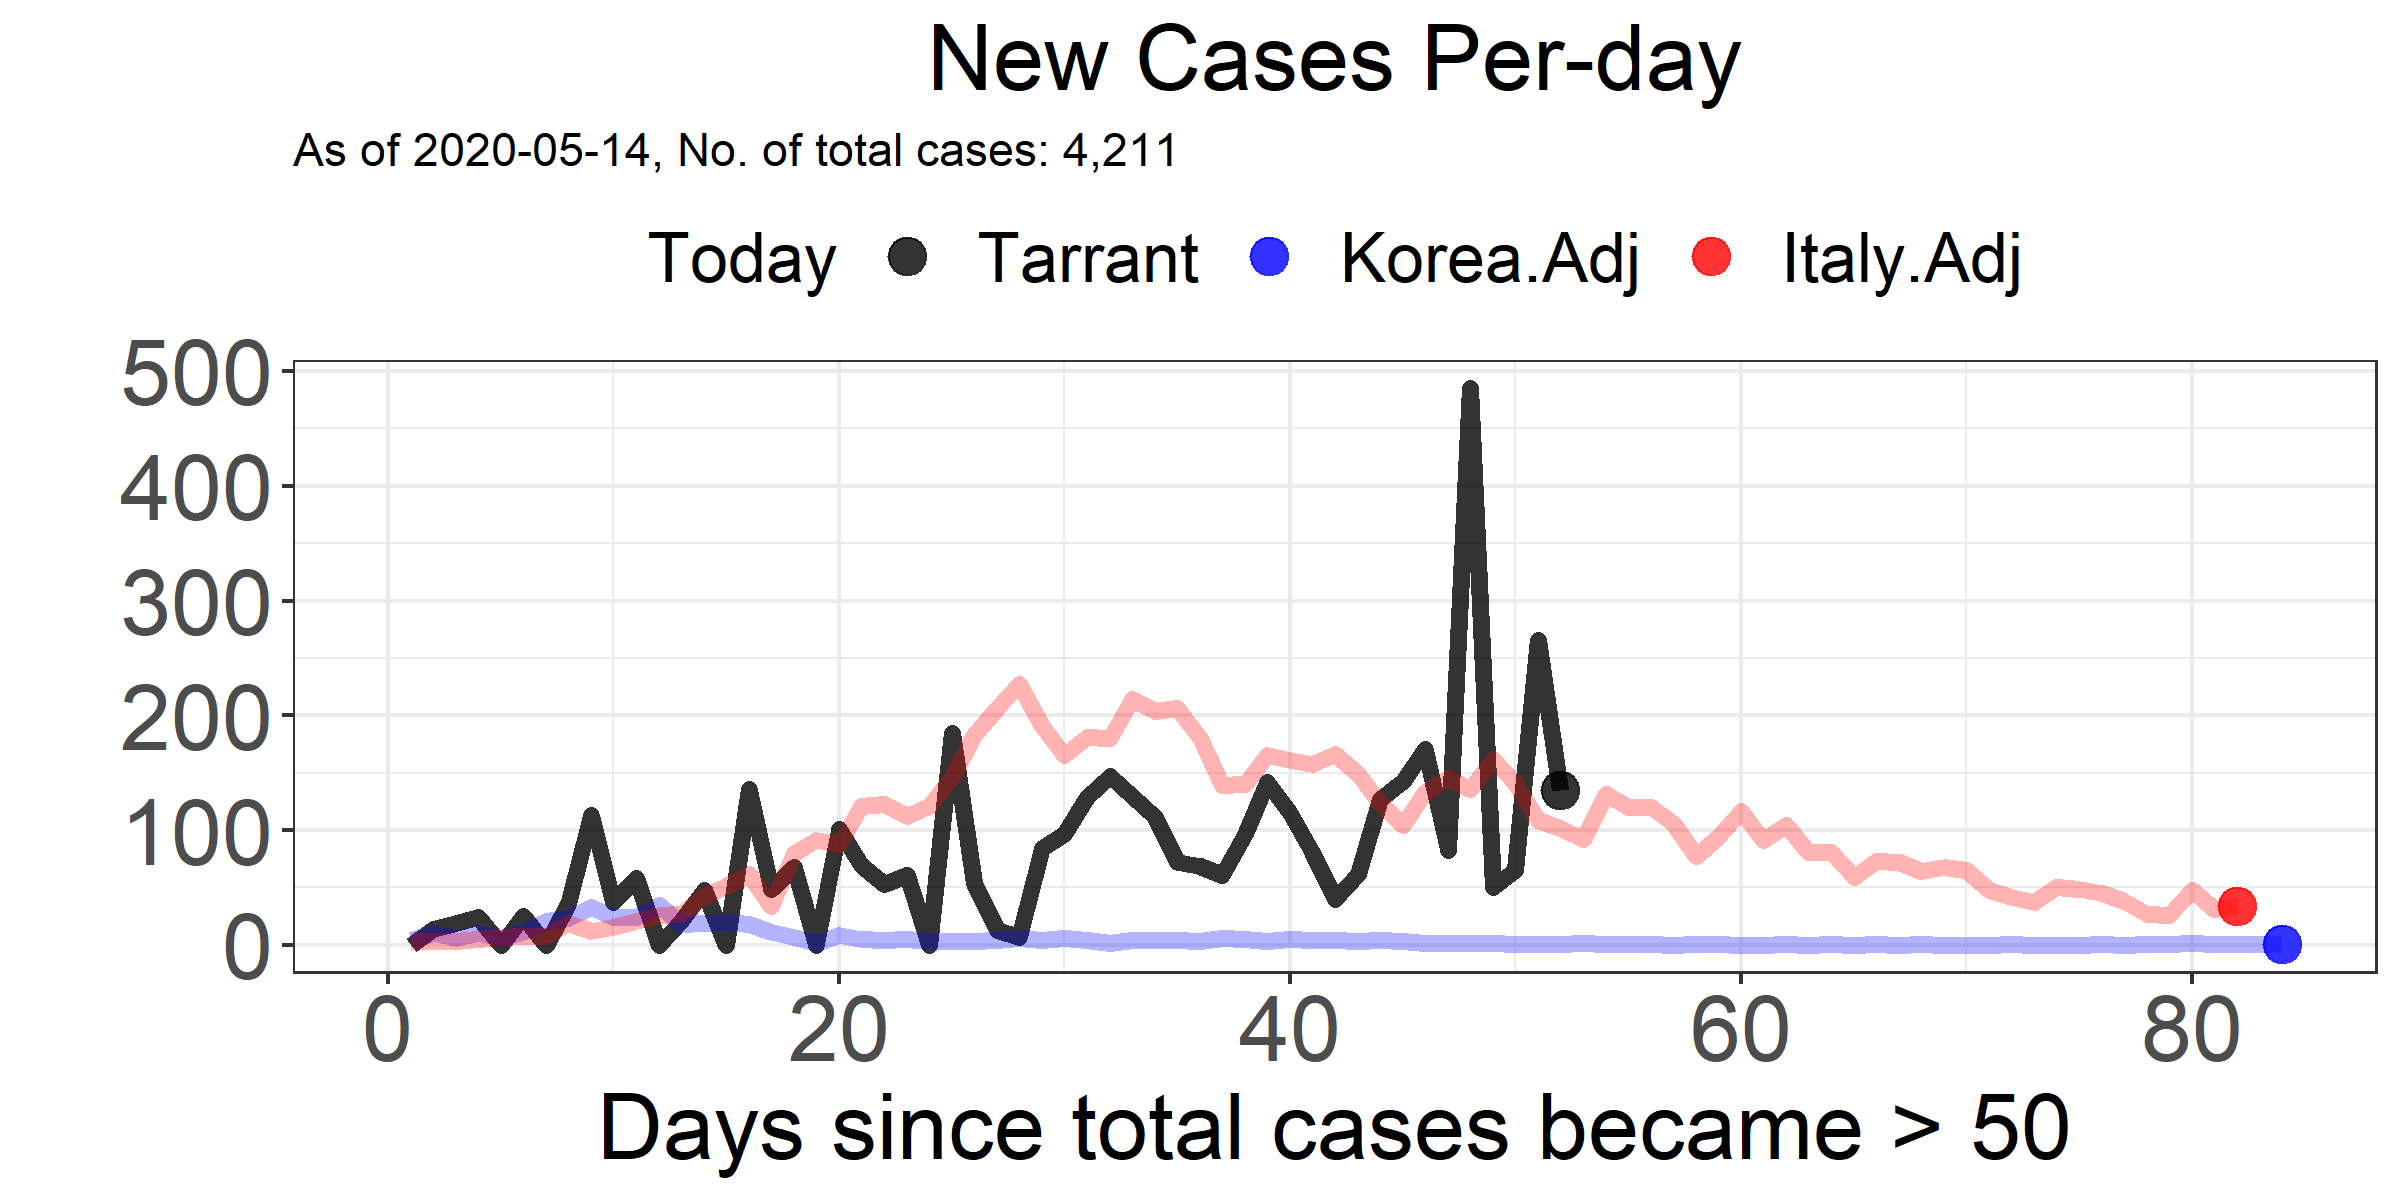 New Cases Per-day
As of 2020-05-14, No. of total cases: 4,211
Today Tarrant Korea.Adj Italy.Adj
500
400
300
200
100
0
0 20 40 60 80
Days since total cases became > 50